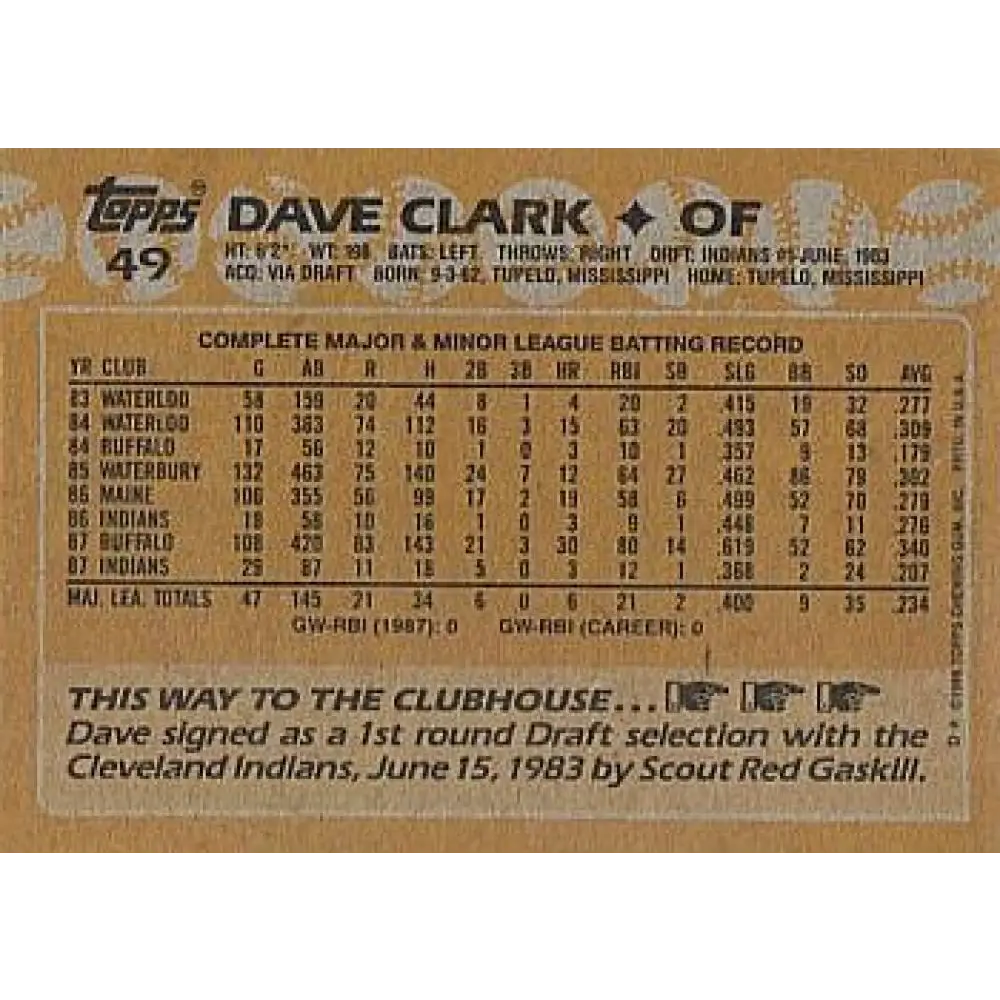 Topps®
49
DAVE CLARK ✦ OF
HT: 6'2" WT: 198 BATS: LEFT THROWS: RIGHT DRFT: INDIANS #1-JUNE, 1983
ACQ: VIA DRAFT BORN: 9-3-62, TUPELO, MISSISSIPPI HOME: TUPELO, MISSISSIPPI
COMPLETE MAJOR & MINOR LEAGUE BATTING RECORD
YR CLUB G AB R H 2B 3B HR RBI SB SLG BB SO AVG
83 WATERLOO 58 159 20 44 8 1 4 20 2 .415 19 32 .277
84 WATERLOO 110 363 74 112 16 3 15 63 20 .493 57 68 .309
84 BUFFALO 17 56 12 10 1 0 3 10 1 .357 9 13 .179
85 WATERBURY 132 463 75 140 24 7 12 64 27 .462 86 79 .302
86 MAINE 106 355 56 99 17 2 19 58 6 .499 52 70 .279
86 INDIANS 18 58 10 16 1 0 3 9 1 .448 7 11 .276
87 BUFFALO 108 420 83 143 21 3 30 80 14 .619 52 62 .340
87 INDIANS 29 87 11 18 5 0 3 12 1 .368 2 24 .207
MAJ. LEA. TOTALS 47 145 21 34 6 0 6 21 2 .400 9 35 .234
GW-RBI (1987): 0 GW-RBI (CAREER): 0
THIS WAY TO THE CLUBHOUSE...
Dave signed as a 1st round Draft selection with the
Cleveland Indians, June 15, 1983 by Scout Red Gaskill.
D* ©1988 TOPPS CHEWING GUM, INC. PRTD. IN U.S.A.